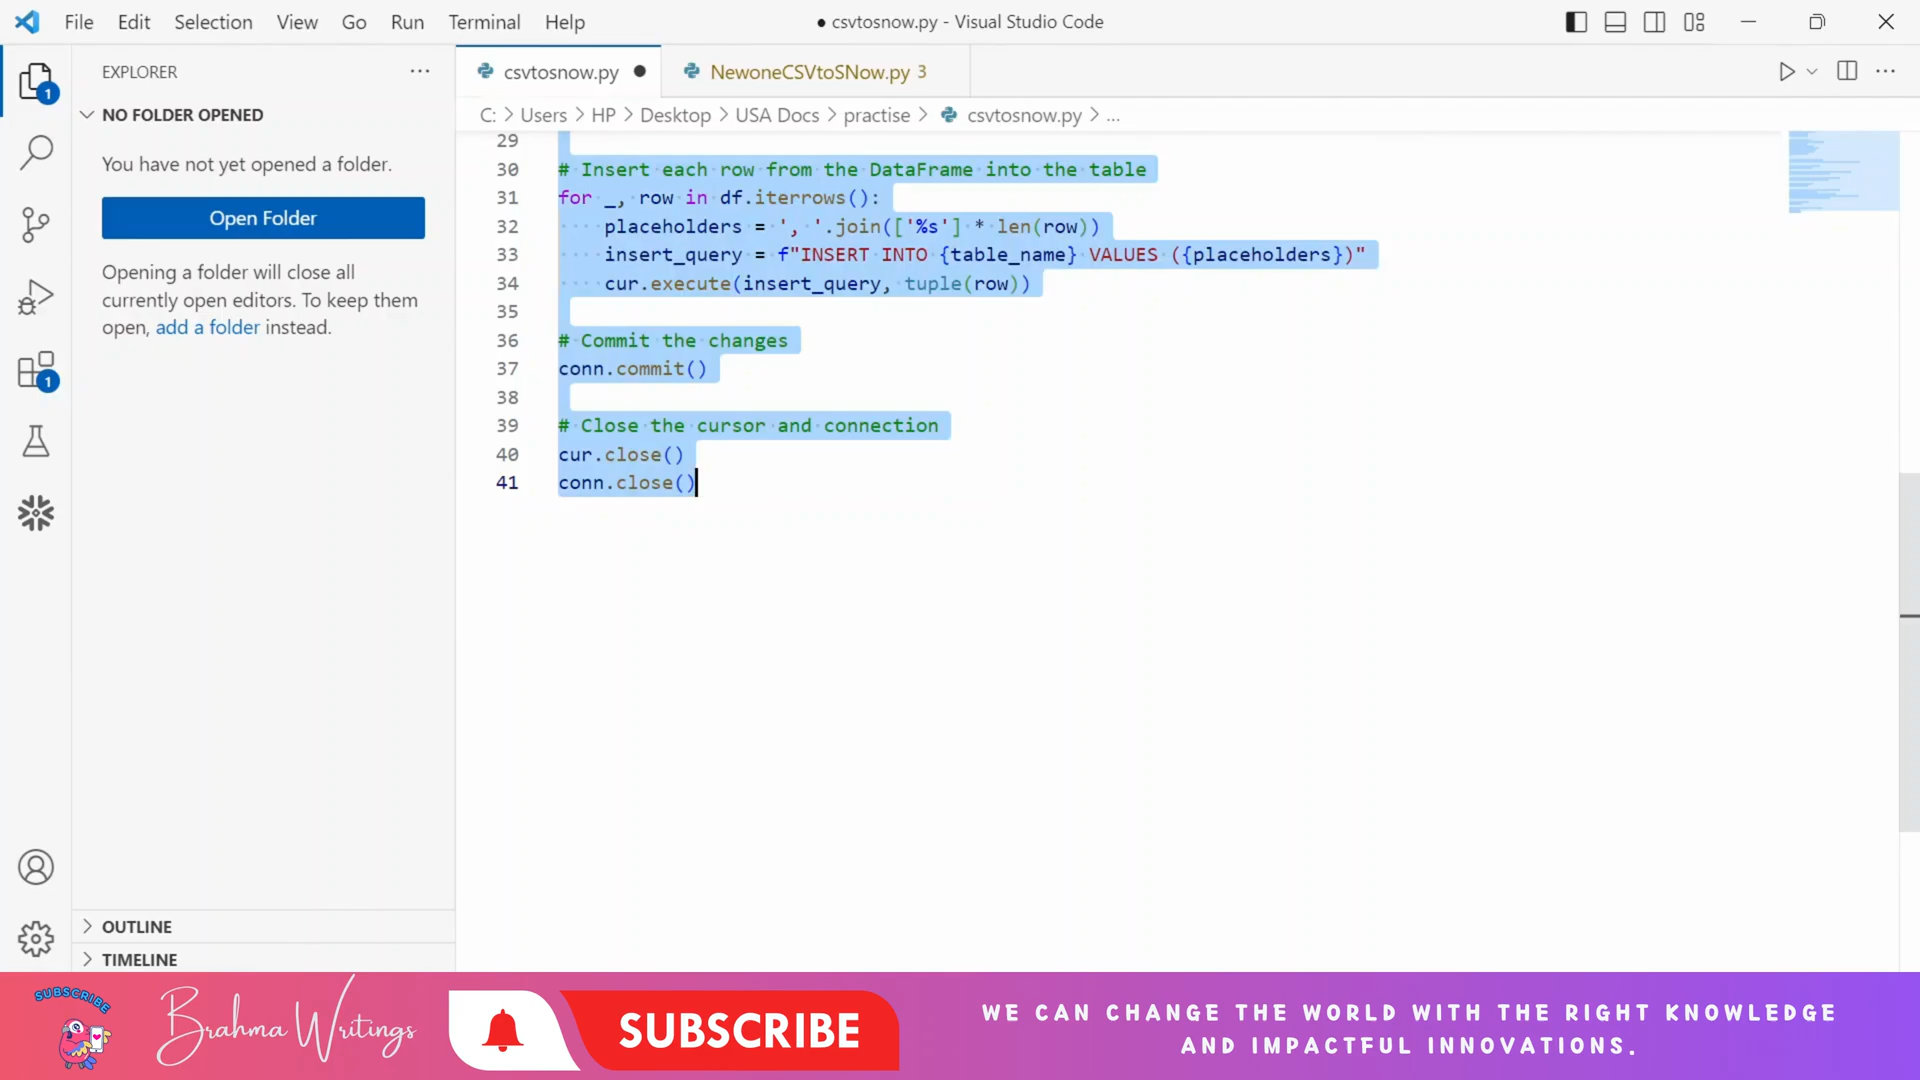 File Edit Selection View Go Run Terminal Help
● csvtosnow.py - Visual Studio Code
EXPLORER ···
1
NO FOLDER OPENED
You have not yet opened a folder.
Open Folder
Opening a folder will close all
currently open editors. To keep them
open, add a folder instead.
1
OUTLINE
TIMELINE
csvtosnow.py ●
NewoneCSVtoSNow.py 3
C: > Users > HP > Desktop > USA Docs > practise > csvtosnow.py > ...
29
30 # Insert each row from the DataFrame into the table
31 for _, row in df.iterrows():
32     placeholders = ', '.join(['%s'] * len(row))
33     insert_query = f"INSERT INTO {table_name} VALUES ({placeholders})"
34     cur.execute(insert_query, tuple(row))
35
36 # Commit the changes
37 conn.commit()
38
39 # Close the cursor and connection
40 cur.close()
41 conn.close()
SUBSCRIBE
Brahma Writings
SUBSCRIBE
WE CAN CHANGE THE WORLD WITH THE RIGHT KNOWLEDGE
AND IMPACTFUL INNOVATIONS.